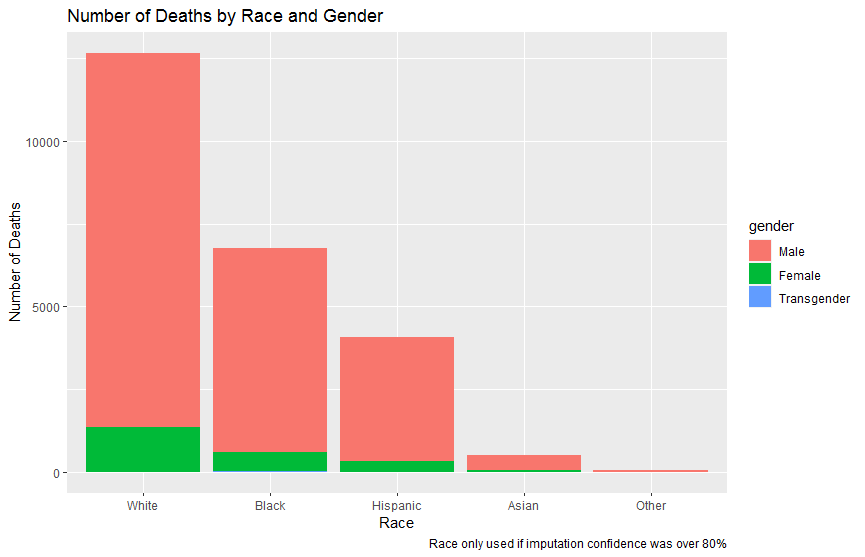 Number of Deaths by Race and Gender
Number of Deaths
10000
5000
0
White Black Hispanic Asian Other
Race
gender
Male
Female
Transgender
Race only used if imputation confidence was over 80%